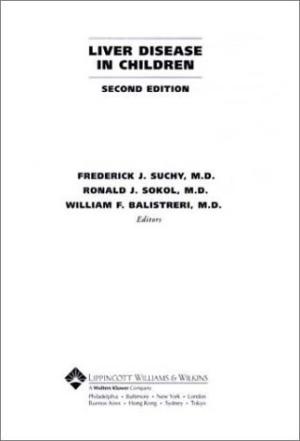 LIVER DISEASE
IN CHILDREN
SECOND EDITION
FREDERICK J. SUCHY, M.D.
RONALD J. SOKOL, M.D.
WILLIAM F. BALISTRERI, M.D.
Editors
LIPPINCOTT WILLIAMS & WILKINS
A Wolters Kluwer Company
Philadelphia • Baltimore • New York • London
Buenos Aires • Hong Kong • Sydney • Tokyo